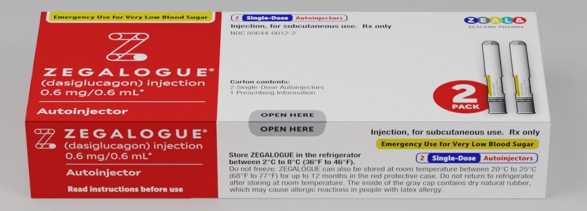 Emergency Use for Very Low Blood Sugar
ZEGALOGUE®
(dasiglucagon) injection
0.6 mg/0.6 mL*
Autoinjector
2 Single-Dose Autoinjectors
Injection, for subcutaneous use. Rx only
NDC 80644-0012-2
Carton contents:
2 Single-Dose Autoinjectors
1 Prescribing Information
ZEAL&
ZEALAND PHARMA
2
PACK
OPEN HERE
OPEN HERE
ZEGALOGUE®
(dasiglucagon) injection
0.6 mg/0.6 mL*
Autoinjector
Read instructions before use
Injection, for subcutaneous use. Rx only
Emergency Use for Very Low Blood Sugar
2 Single-Dose Autoinjectors
Store ZEGALOGUE in the refrigerator
between 2°C to 8°C (36°F to 46°F).
Do not freeze. ZEGALOGUE can also be stored at room temperature between 20°C to 25°C
(68°F to 77°F) for up to 12 months in the red protective case. Do not return to refrigerator
after storing at room temperature. The inside of the gray cap contains dry natural rubber,
which may cause allergic reactions in people with latex allergy.